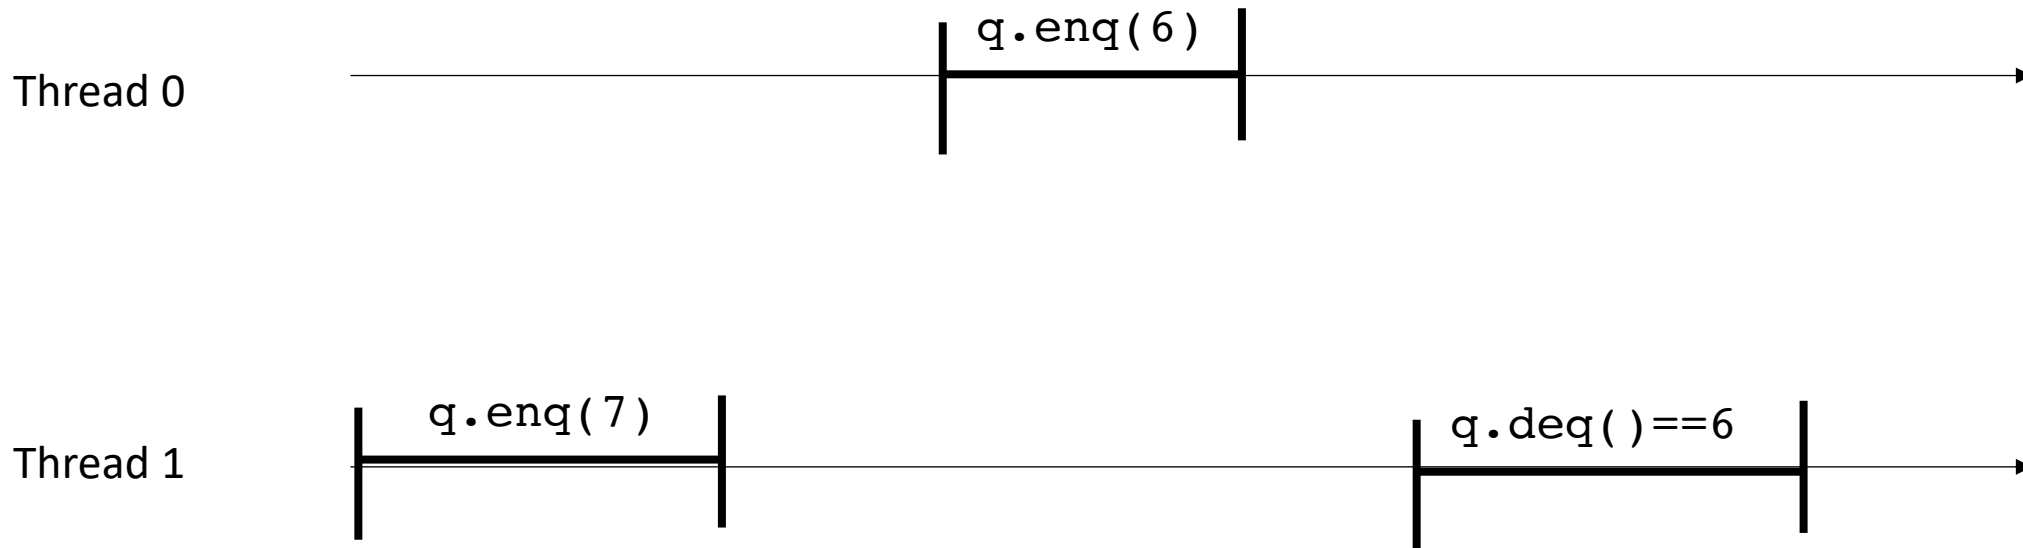 q.enq(6)
Thread 0
q.enq(7)
q.deq()==6
Thread 1